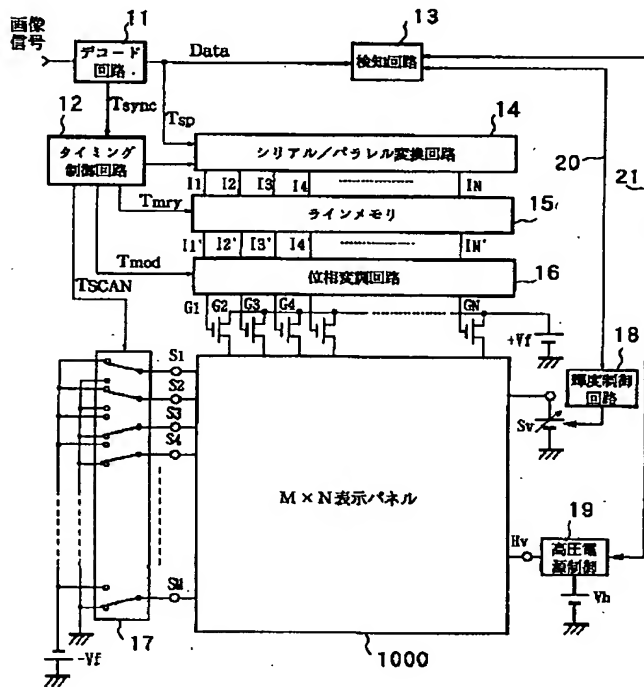 画像
信号
11
デコード
回路
Data
13
検知回路
12
Tsync
Tsp
14
タイミング
制御回路
シリアル/パラレル変換回路
20
21
I1 I2 I3 I4 IN
Tmry
ラインメモリ
15
I1' I2' I3' I4 IN'
Tmod
位相変調回路
16
TSCAN
G1 G2 G3 G4 GN
+Vf
18
輝度制御
回路
S1
S2
S3
S4
Sv
M×N表示パネル
19
Hv
高圧電
源制御
SM
Vh
17
-Vf
1000